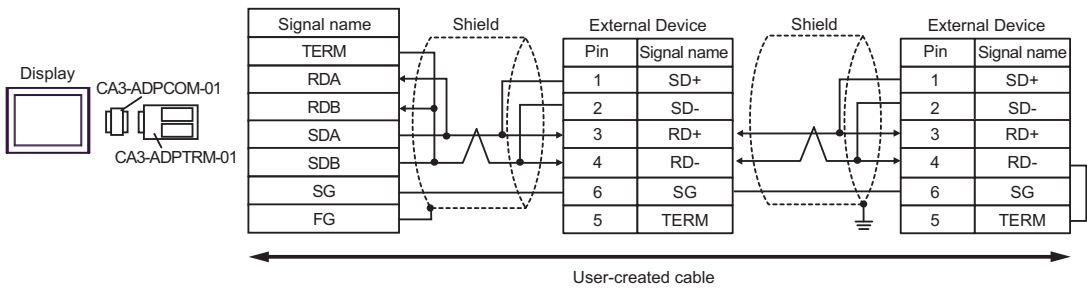 Display
CA3-ADPCOM-01
CA3-ADPTRM-01
Signal name
TERM
RDA
RDB
SDA
SDB
SG
FG
Shield
External Device
Pin Signal name
1 SD+
2 SD-
3 RD+
4 RD-
6 SG
5 TERM
Shield
External Device
Pin Signal name
1 SD+
2 SD-
3 RD+
4 RD-
6 SG
5 TERM
User-created cable